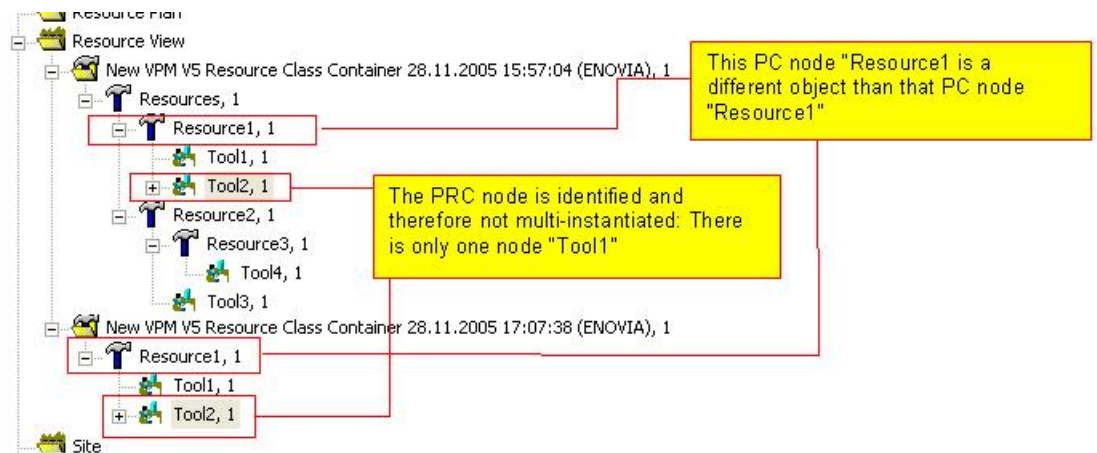 Resource Plan
Resource View
New VPM V5 Resource Class Container 28.11.2005 15:57:04 (ENOVIA), 1
Resources, 1
Resource1, 1
Tool1, 1
Tool2, 1
Resource2, 1
Resource3, 1
Tool4, 1
Tool3, 1
New VPM V5 Resource Class Container 28.11.2005 17:07:38 (ENOVIA), 1
Resource1, 1
Tool1, 1
Tool2, 1
Site
This PC node "Resource1 is a
different object than that PC node
"Resource1"
The PRC node is identified and
therefore not multi-instantiated: There
is only one node "Tool1"